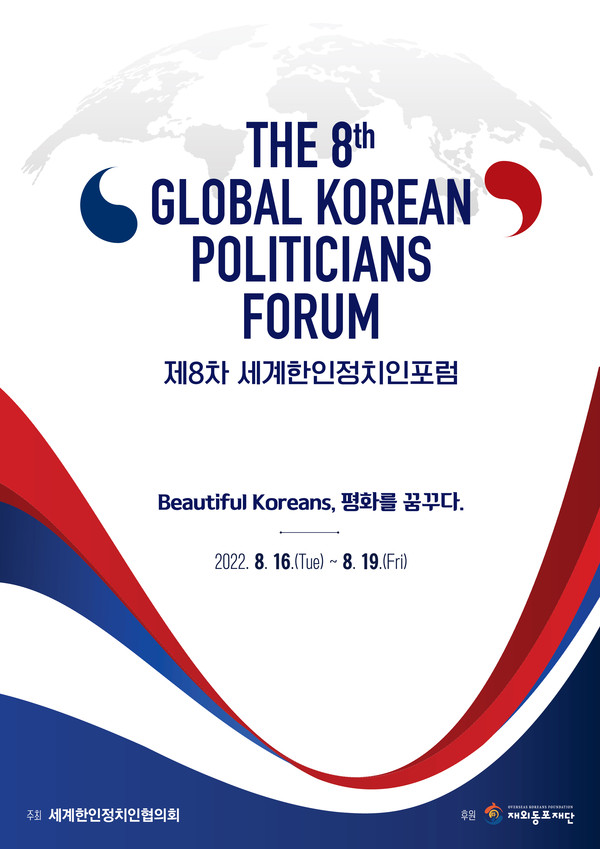 THE 8th
GLOBAL KOREAN
POLITICIANS
FORUM
제8차 세계한인정치인포럼
Beautiful Koreans, 평화를 꿈꾸다.
2022. 8. 16.(Tue) ~ 8. 19.(Fri)
주최 세계한인정치인협의회
후원 OVERSEAS KOREANS FOUNDATION
재외동포재단